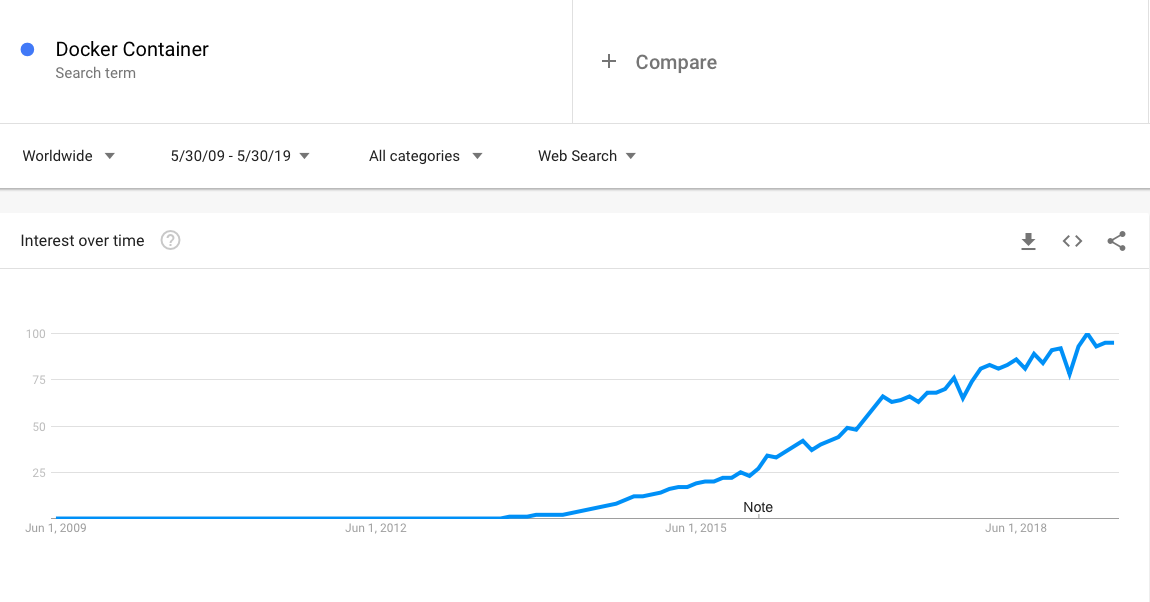 Docker Container
Search term
+ Compare
Worldwide
5/30/09 - 5/30/19
All categories
Web Search
Interest over time ?
100
75
50
25
Note
Jun 1, 2009
Jun 1, 2012
Jun 1, 2015
Jun 1, 2018